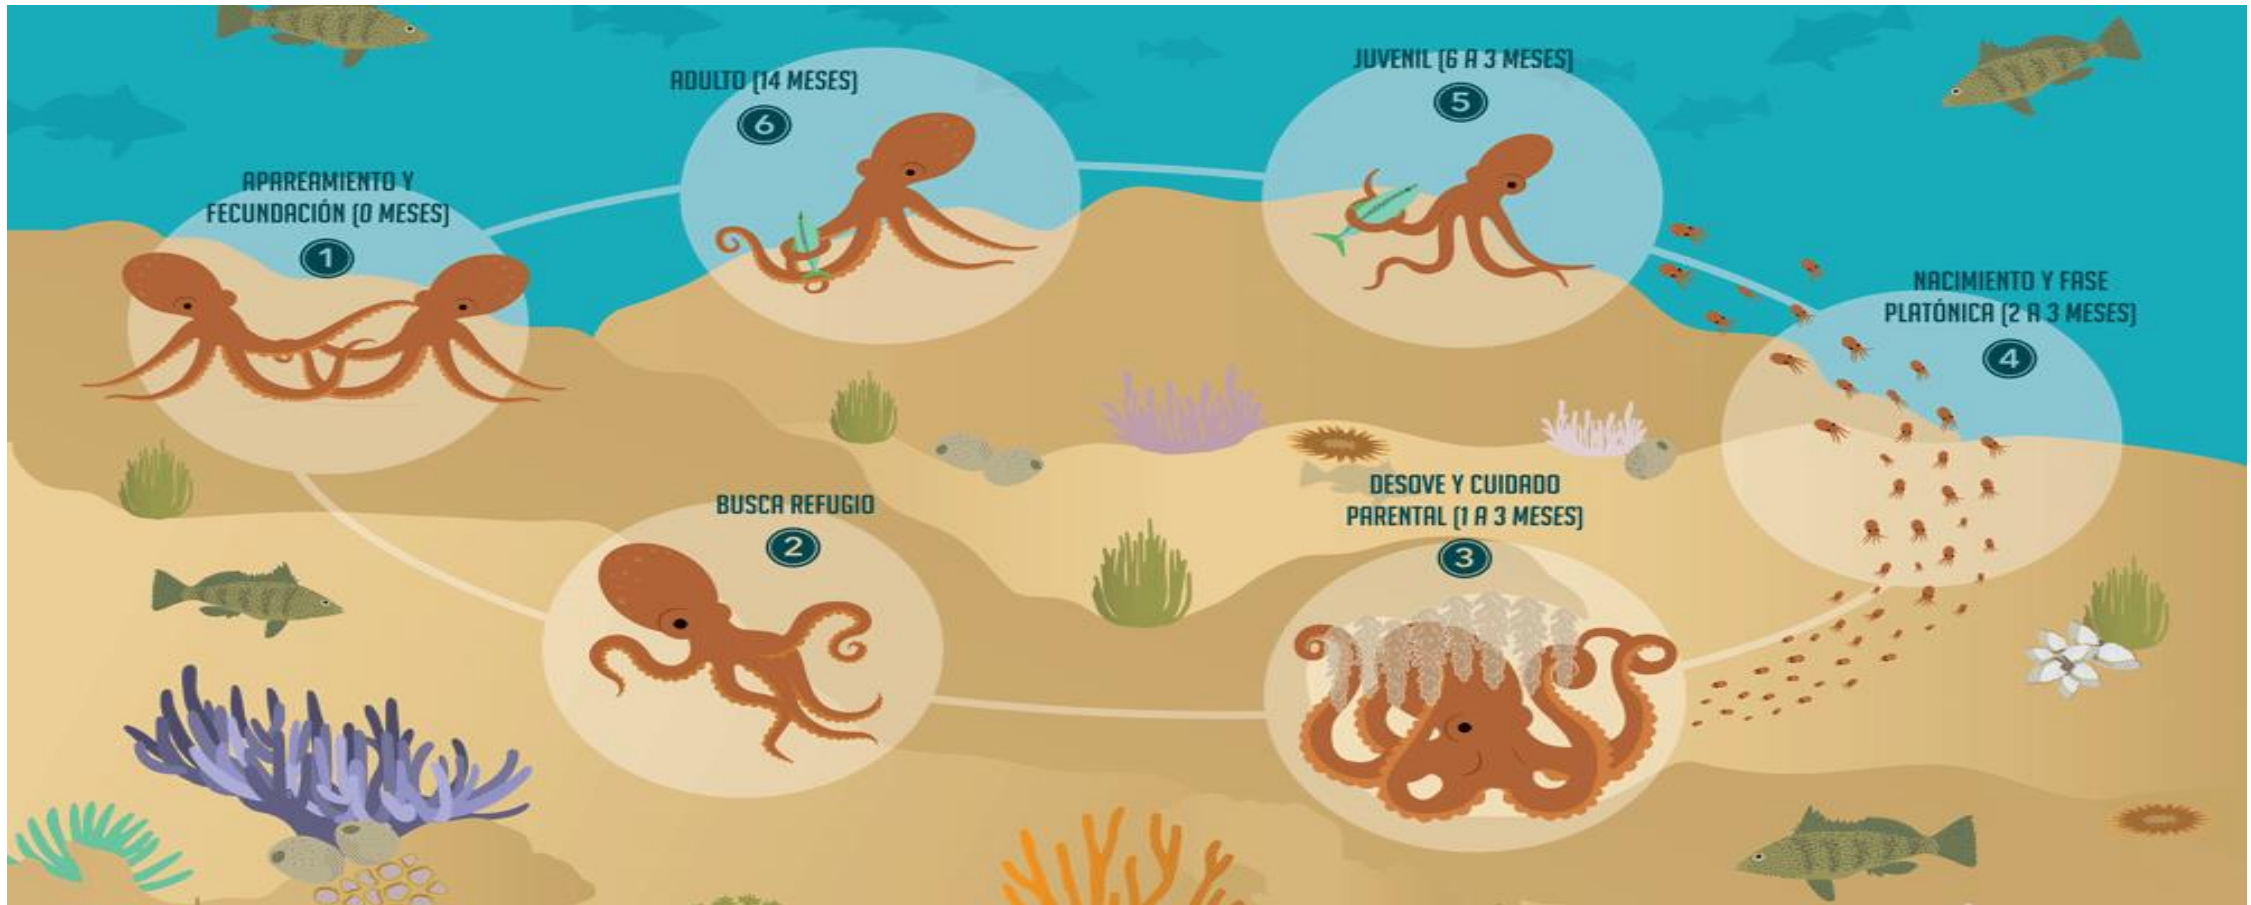 APAREAMIENTO Y
FECUNDACIÓN (0 MESES)
1
BUSCA REFUGIO
2
DESOVE Y CUIDADO
PARENTAL (1 A 3 MESES)
3
NACIMIENTO Y FASE
PLATÓNICA (2 A 3 MESES)
4
JUVENIL (6 A 3 MESES)
5
ADULTO (14 MESES)
6